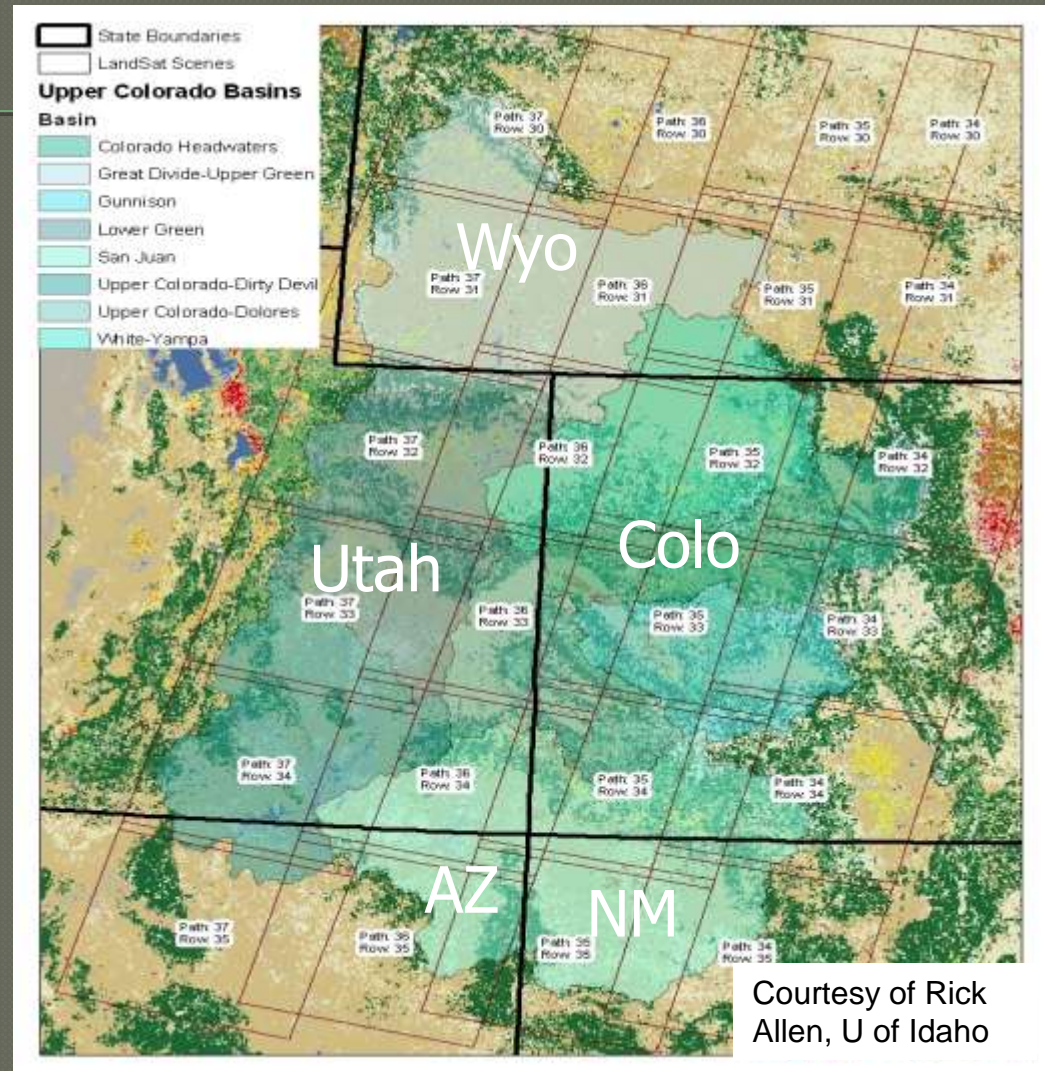 State Boundaries
LandSat Scenes
Upper Colorado Basins
Basin
Colorado Headwaters
Great Divide-Upper Green
Gunnison
Lower Green
San Juan
Upper Colorado-Dirty Devil
Upper Colorado-Dolores
White-Yampa
Path: 37
Row: 30
Path: 36
Row: 30
Path: 35
Row: 30
Path: 34
Row: 30
Wyo
Path: 37
Row: 31
Path: 36
Row: 31
Path: 35
Row: 31
Path: 34
Row: 31
Path: 37
Row: 32
Path: 36
Row: 32
Path: 35
Row: 32
Path: 34
Row: 32
Utah
Colo
Path: 37
Row: 33
Path: 36
Row: 33
Path: 35
Row: 33
Path: 34
Row: 33
Path: 37
Row: 34
Path: 36
Row: 34
Path: 35
Row: 34
Path: 34
Row: 34
AZ
NM
Path: 37
Row: 35
Path: 36
Row: 35
Path: 35
Row: 35
Path: 34
Row: 35
Courtesy of Rick
Allen, U of Idaho